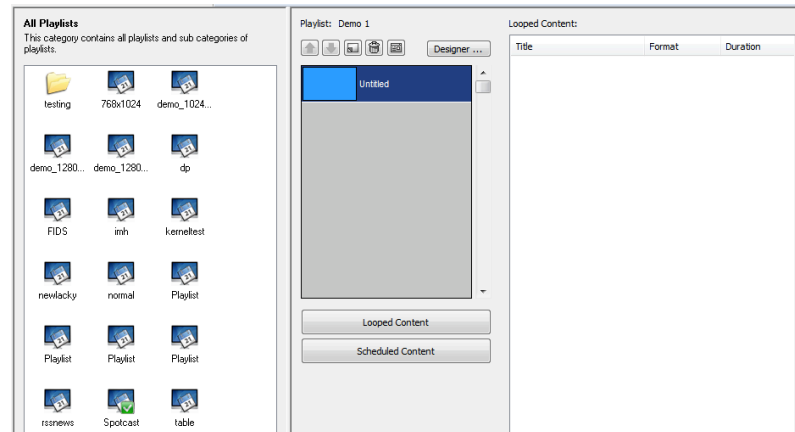 All Playlists
This category contains all playlists and sub categories of
playlists.
testing 768x1024 demo_1024...
demo_1280... demo_1280... dp
FIDS imh kerneltest
newlacky normal Playlist
Playlist Playlist Playlist
rssnews Spotcast table
Playlist: Demo 1
Designer ...
Untitled
Looped Content
Scheduled Content
Looped Content:
Title Format Duration